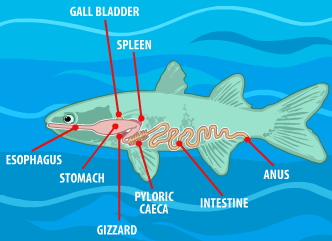 GALL BLADDER
SPLEEN
ESOPHAGUS
STOMACH
GIZZARD
PYLORIC
CAECA
INTESTINE
ANUS